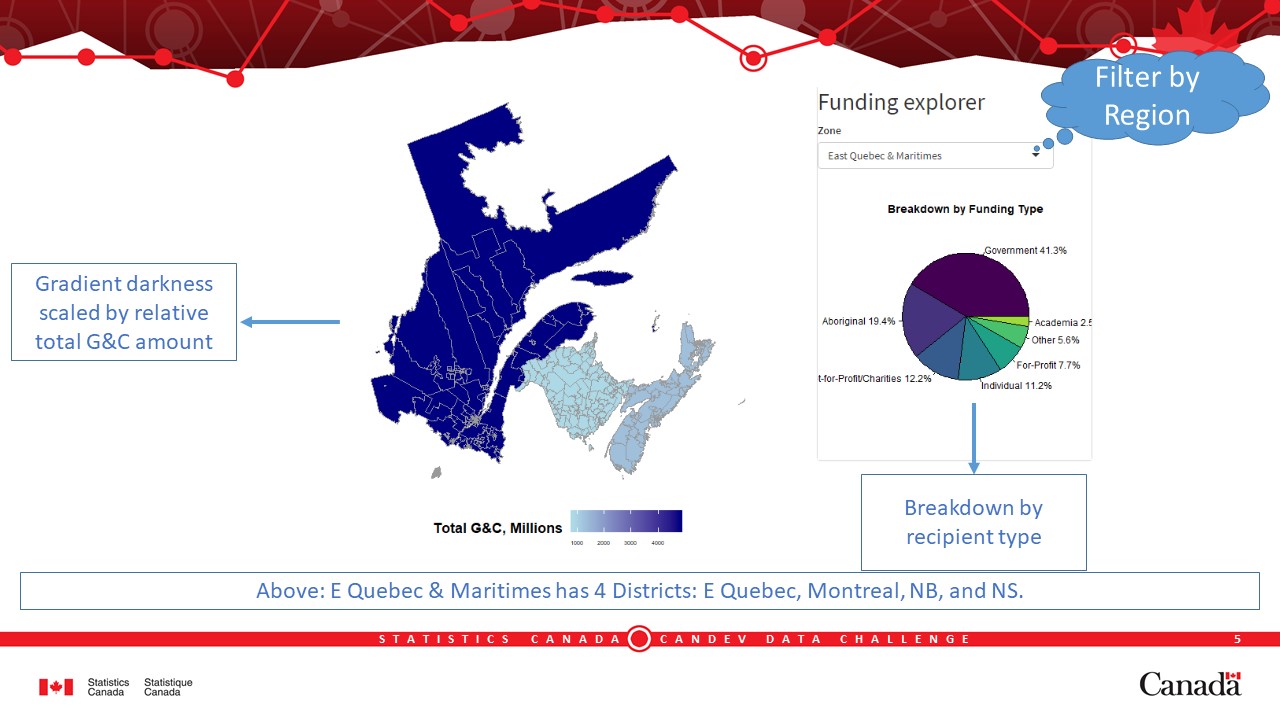 Filter by
Region
Funding explorer
Zone
East Quebec & Maritimes
Breakdown by Funding Type
Government 41.3%
Aboriginal 19.4%
Academia 2.5
Other 5.6%
For-Profit 7.7%
t-for-Profit/Charities 12.2%
Individual 11.2%
Gradient darkness
scaled by relative
total G&C amount
Breakdown by
recipient type
Total G&C, Millions
1000 2000 3000 4000
Above: E Quebec & Maritimes has 4 Districts: E Quebec, Montreal, NB, and NS.
STATISTICS CANADA CANDEV DATA CHALLENGE 5
Statistics Statistique
Canada Canada
Canada